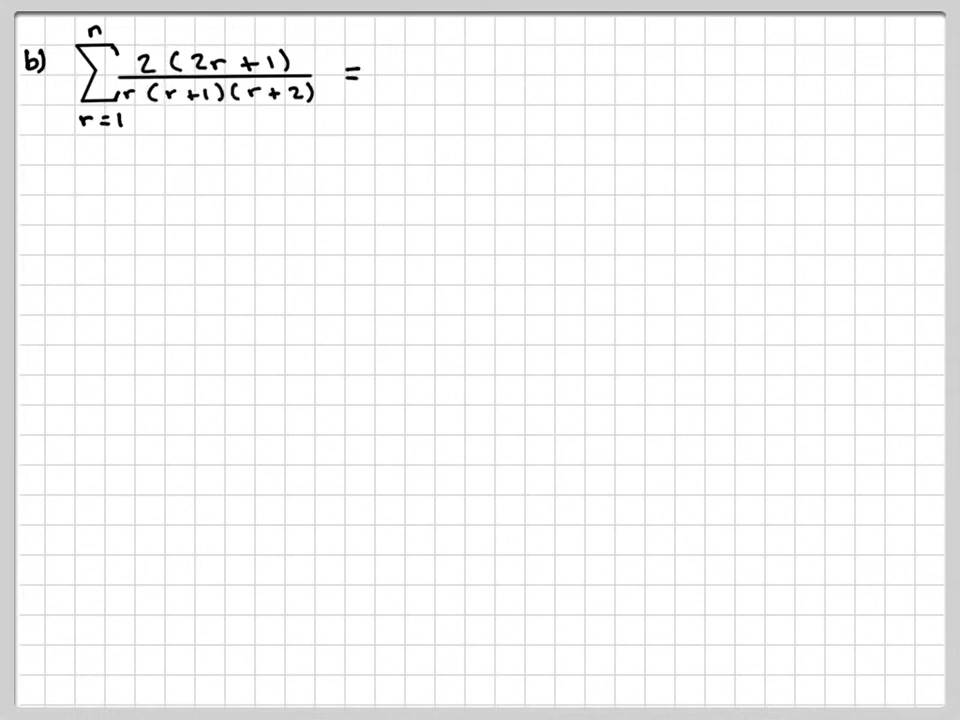 n
b) ∑ 2(2r+1) =
r(r+1)(r+2)
r=1